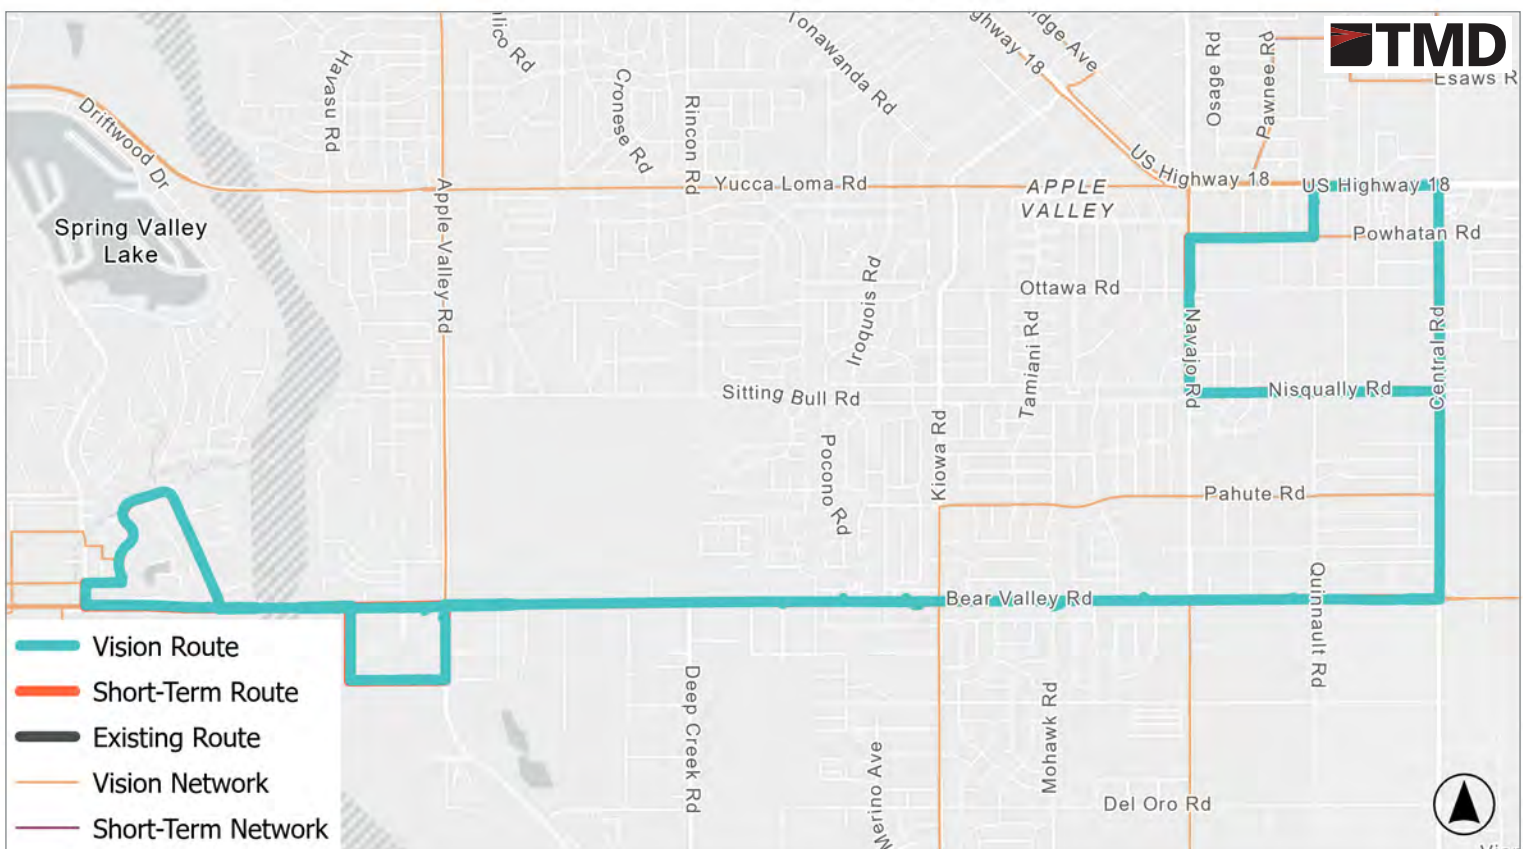 TMD
Havasu Rd
Cronese Rd
Rincon Rd
Tonawanda Rd
Osage Rd
Pawnee Rd
Driftwood Dr
US Highway 18
Yucca Loma Rd
APPLE
VALLEY
US Highway 18
Apple Valley Rd
Spring Valley
Lake
Powhatan Rd
Iroquois Rd
Ottawa Rd
Tamiani Rd
Navajo Rd
Central Rd
Sitting Bull Rd
Nisqually Rd
Kiowa Rd
Pocono Rd
Pahute Rd
Bear Valley Rd
Quinnault Rd
Vision Route
Short-Term Route
Existing Route
Vision Network
Short-Term Network
Deep Creek Rd
Merino Ave
Mohawk Rd
Del Oro Rd